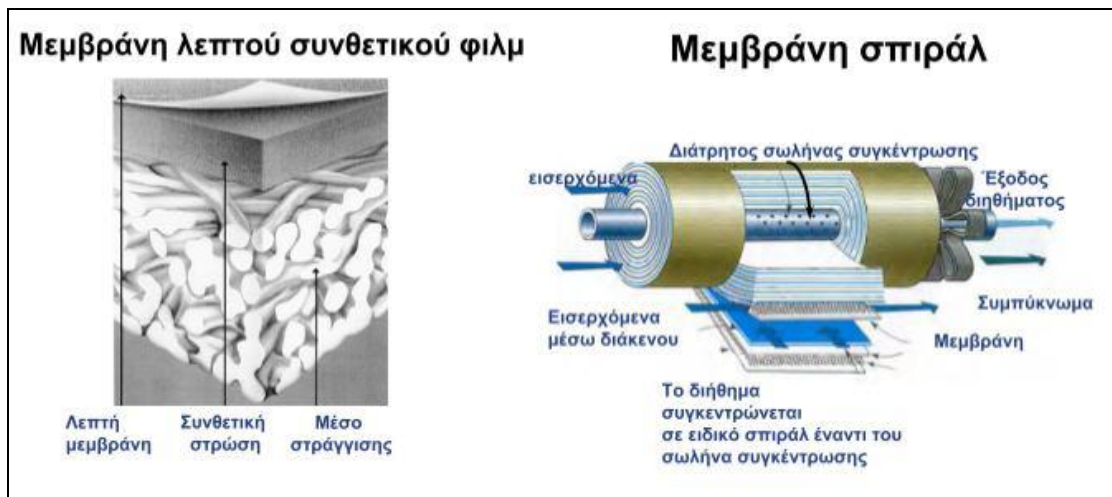 Μεμβράνη λεπτού συνθετικού φιλμ
Λεπτή
μεμβράνη
Συνθετική
στρώση
Μέσο
στράγγισης
Μεμβράνη σπιράλ
Διάτρητος σωλήνας συγκέντρωσης
εισερχόμενα
Έξοδος
διηθήματος
Εισερχόμενα
μέσω διάκενου
Συμπύκνωμα
Μεμβράνη
Το διήθημα
συγκεντρώνεται
σε ειδικό σπιράλ έναντι του
σωλήνα συγκέντρωσης